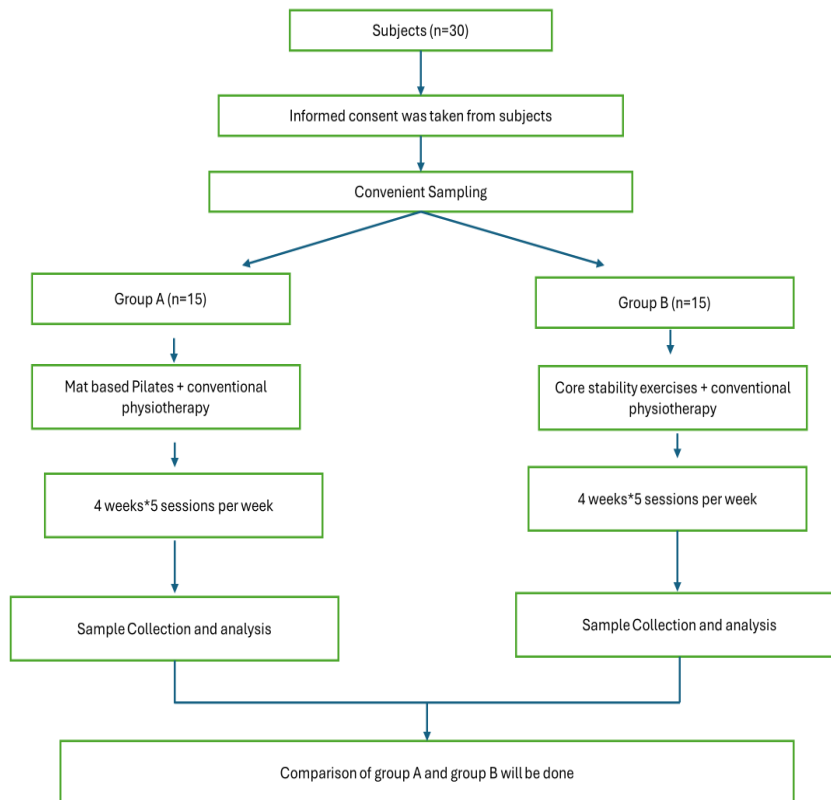 Subjects (n=30)
Informed consent was taken from subjects
Convenient Sampling
Group A (n=15)
Group B (n=15)
Mat based Pilates + conventional
physiotherapy
Core stability exercises + conventional
physiotherapy
4 weeks*5 sessions per week
4 weeks*5 sessions per week
Sample Collection and analysis
Sample Collection and analysis
Comparison of group A and group B will be done